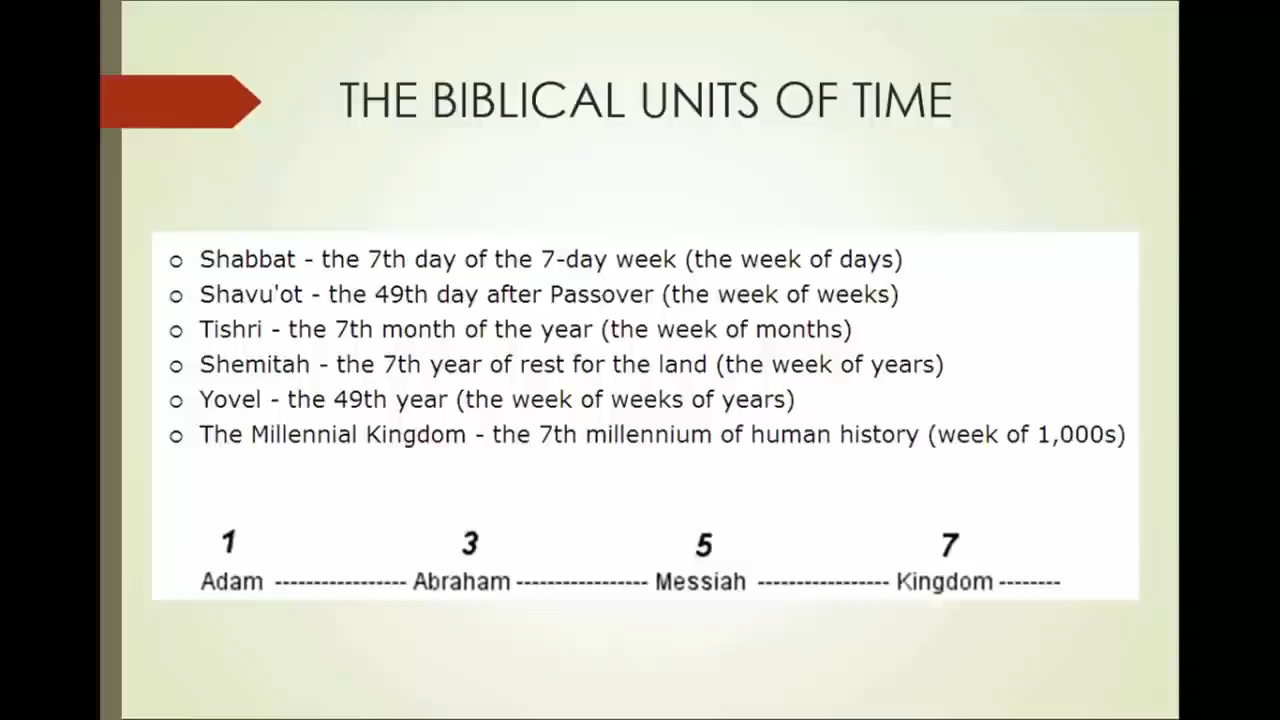 THE BIBLICAL UNITS OF TIME
o Shabbat - the 7th day of the 7-day week (the week of days)
o Shavu'ot - the 49th day after Passover (the week of weeks)
o Tishri - the 7th month of the year (the week of months)
o Shemitah - the 7th year of rest for the land (the week of years)
o Yovel - the 49th year (the week of weeks of years)
o The Millennial Kingdom - the 7th millennium of human history (week of 1,000s)
1 3 5 7
Adam ----------------- Abraham ----------------- Messiah ----------------- Kingdom --------